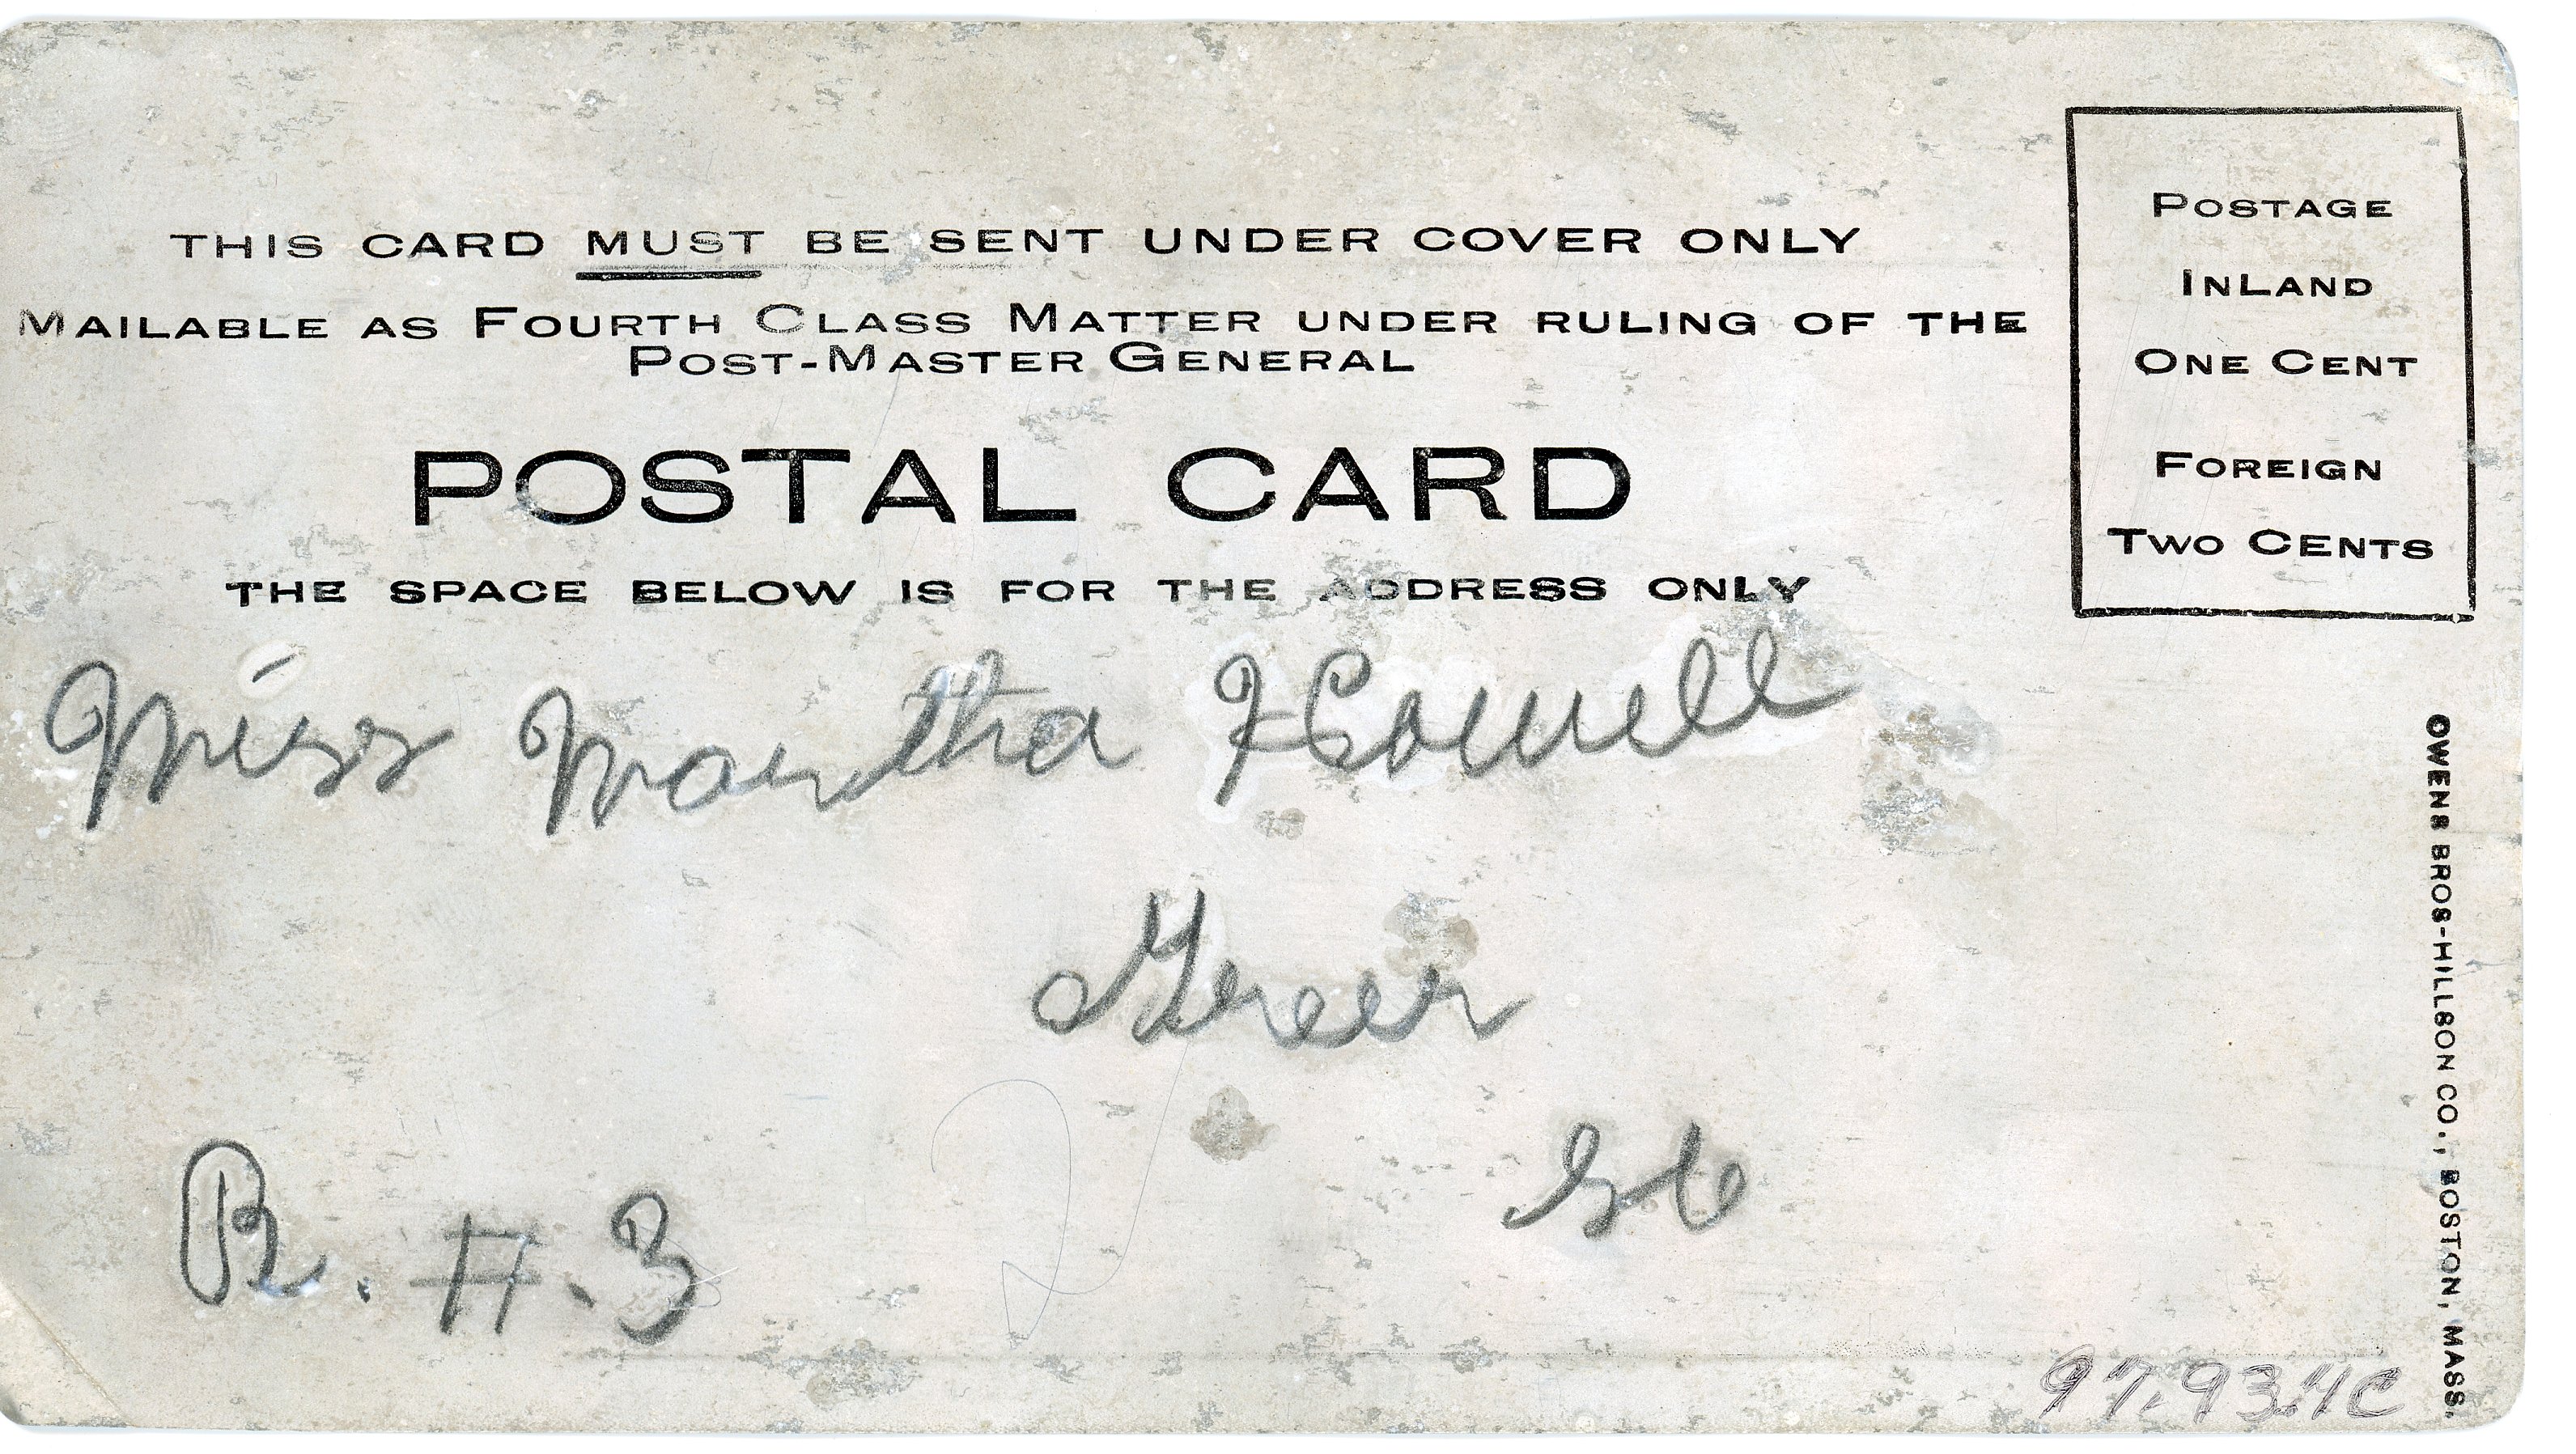 THIS CARD MUST BE SENT UNDER COVER ONLY
MAILABLE AS FOURTH CLASS MATTER UNDER RULING OF THE
POST-MASTER GENERAL
POSTAL CARD
THE SPACE BELOW IS FOR THE ADDRESS ONLY
POSTAGE
INLAND
ONE CENT
FOREIGN
TWO CENTS
Miss Martha Howell
Greer
SC
R. #.3
OWENS BROS-HILLSON CO., BOSTON, MASS.
97.93.4C